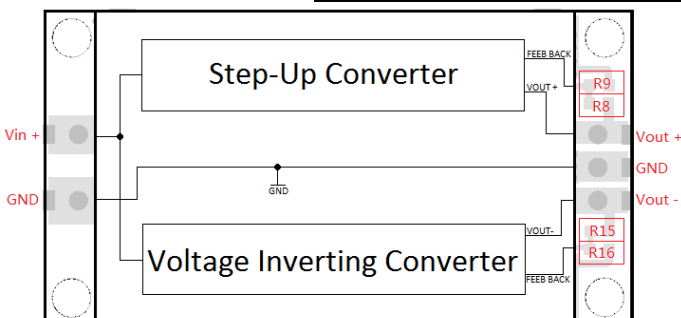 FEEB BACK
Step-Up Converter
R9
VOUT +
R8
Vin +
Vout +
GND
GND
GND
Vout -
VOUT-
R15
Voltage Inverting Converter
R16
FEEB BACK